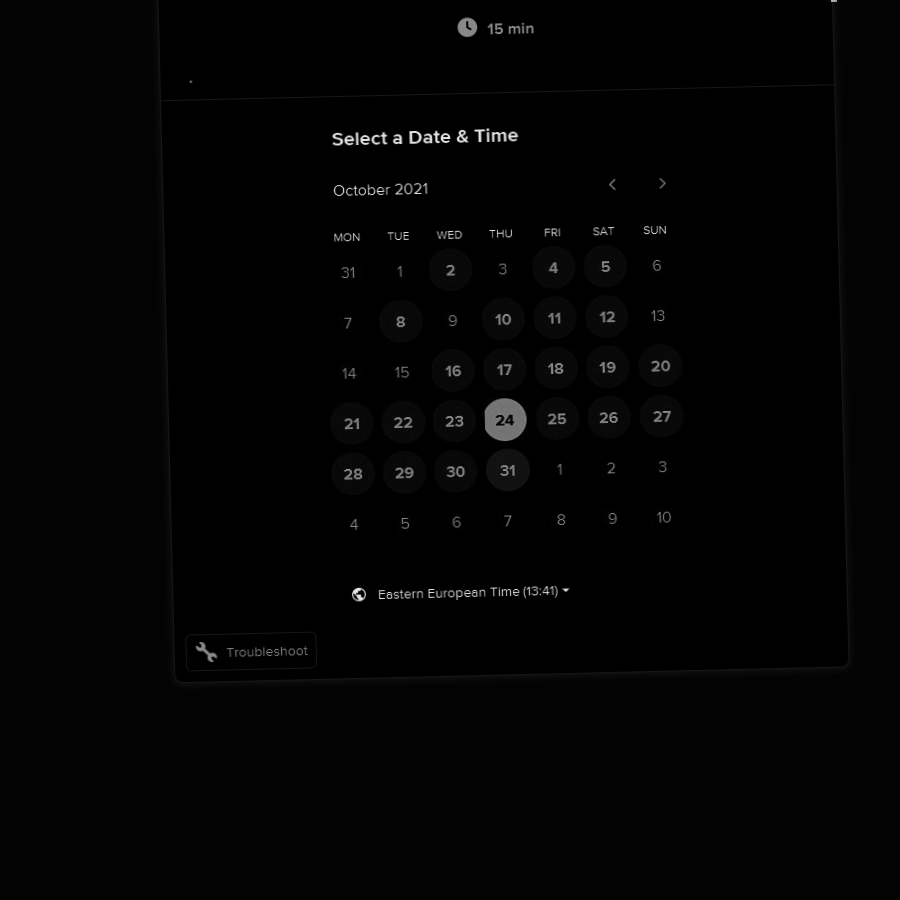 15 min
Select a Date & Time
October 2021
MON TUE WED THU FRI SAT SUN
31 1 2 3 4 5 6
7 8 9 10 11 12 13
14 15 16 17 18 19 20
21 22 23 24 25 26 27
28 29 30 31 1 2 3
4 5 6 7 8 9 10
Eastern European Time (13:41)
Troubleshoot